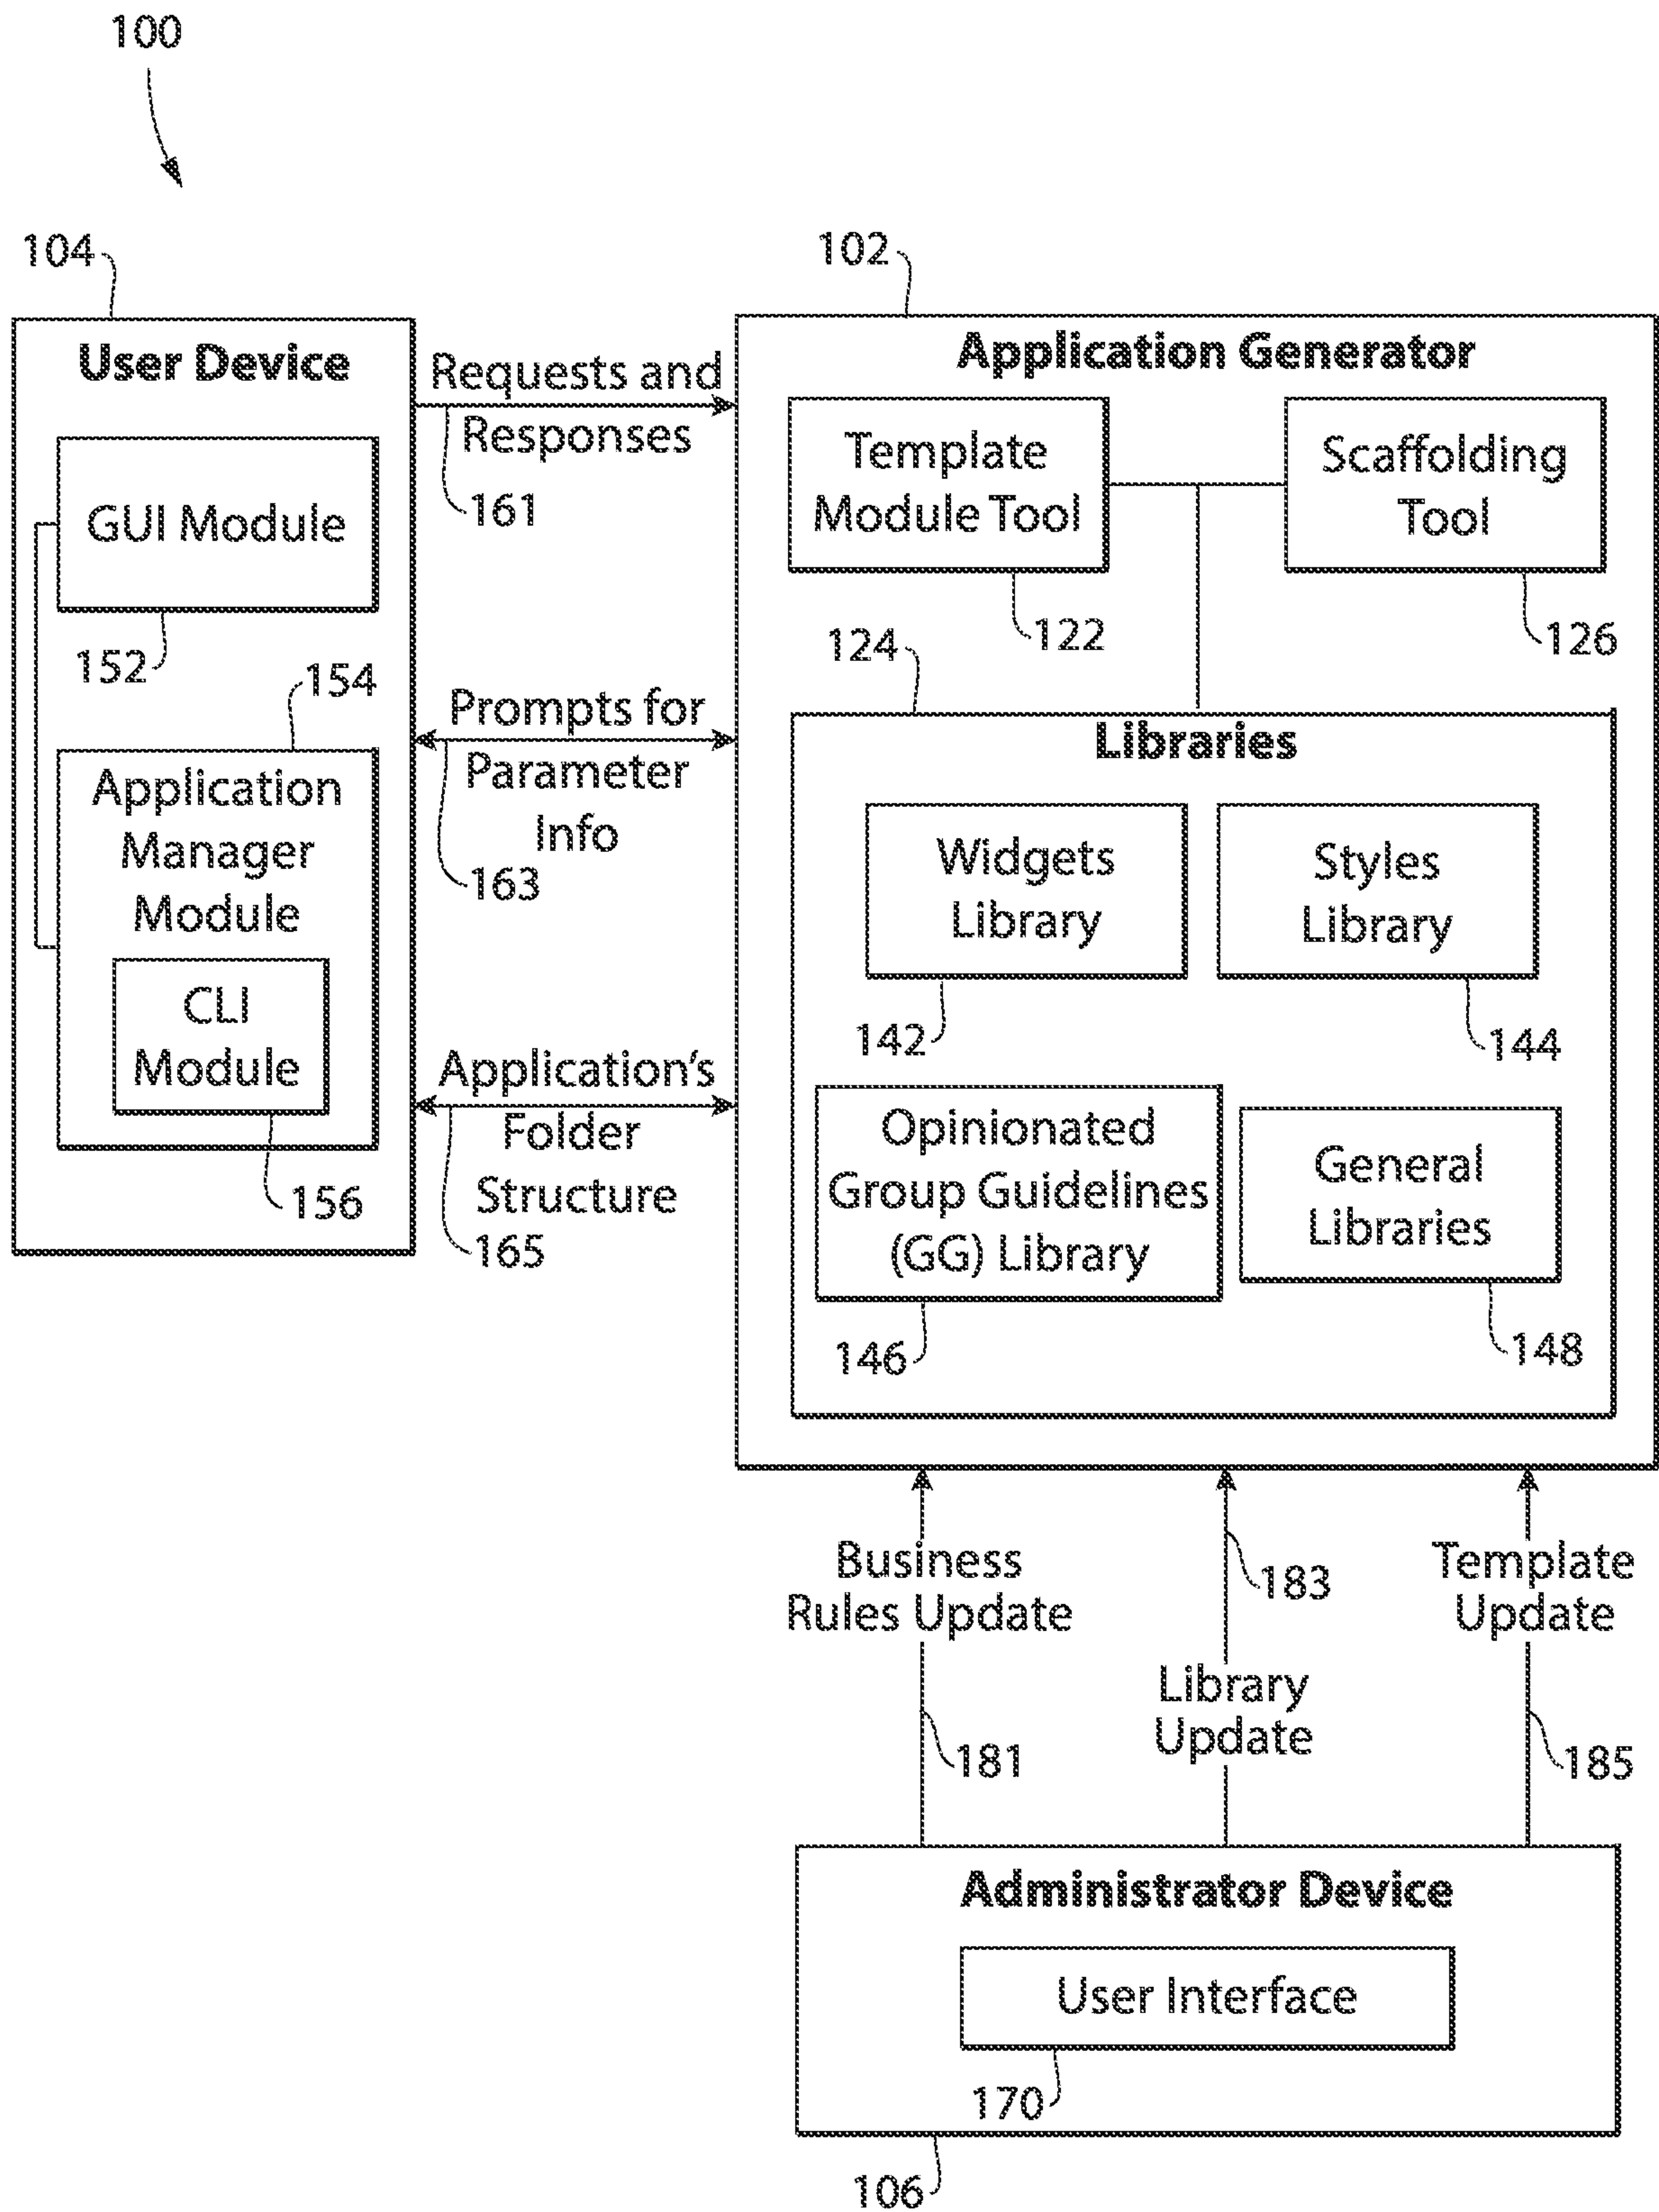 100
104
User Device
GUI Module
152
154
Application
Manager
Module
CLI
Module
156
Requests and
Responses
161
Prompts for
Parameter
Info
163
Application's
Folder
Structure
165
102
Application Generator
Template
Module Tool
122
Scaffolding
Tool
126
124
Libraries
Widgets
Library
142
Styles
Library
144
Opinionated
Group Guidelines
(GG) Library
146
General
Libraries
148
Business
Rules Update
181
183
Library
Update
Template
Update
185
Administrator Device
User Interface
170
106